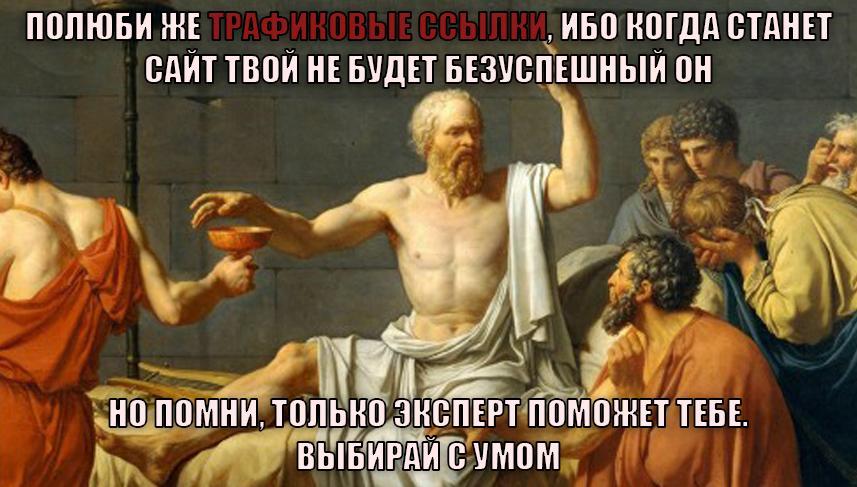 ПОЛЮБИ ЖЕ ТРАФИКОВЫЕ ССЫЛКИ, ИБО КОГДА СТАНЕТ
САЙТ ТВОЙ НЕ БУДЕТ БЕЗУСПЕШНЫЙ ОН
НО ПОМНИ, ТОЛЬКО ЭКСПЕРТ ПОМОЖЕТ ТЕБЕ.
ВЫБИРАЙ С УМОМ